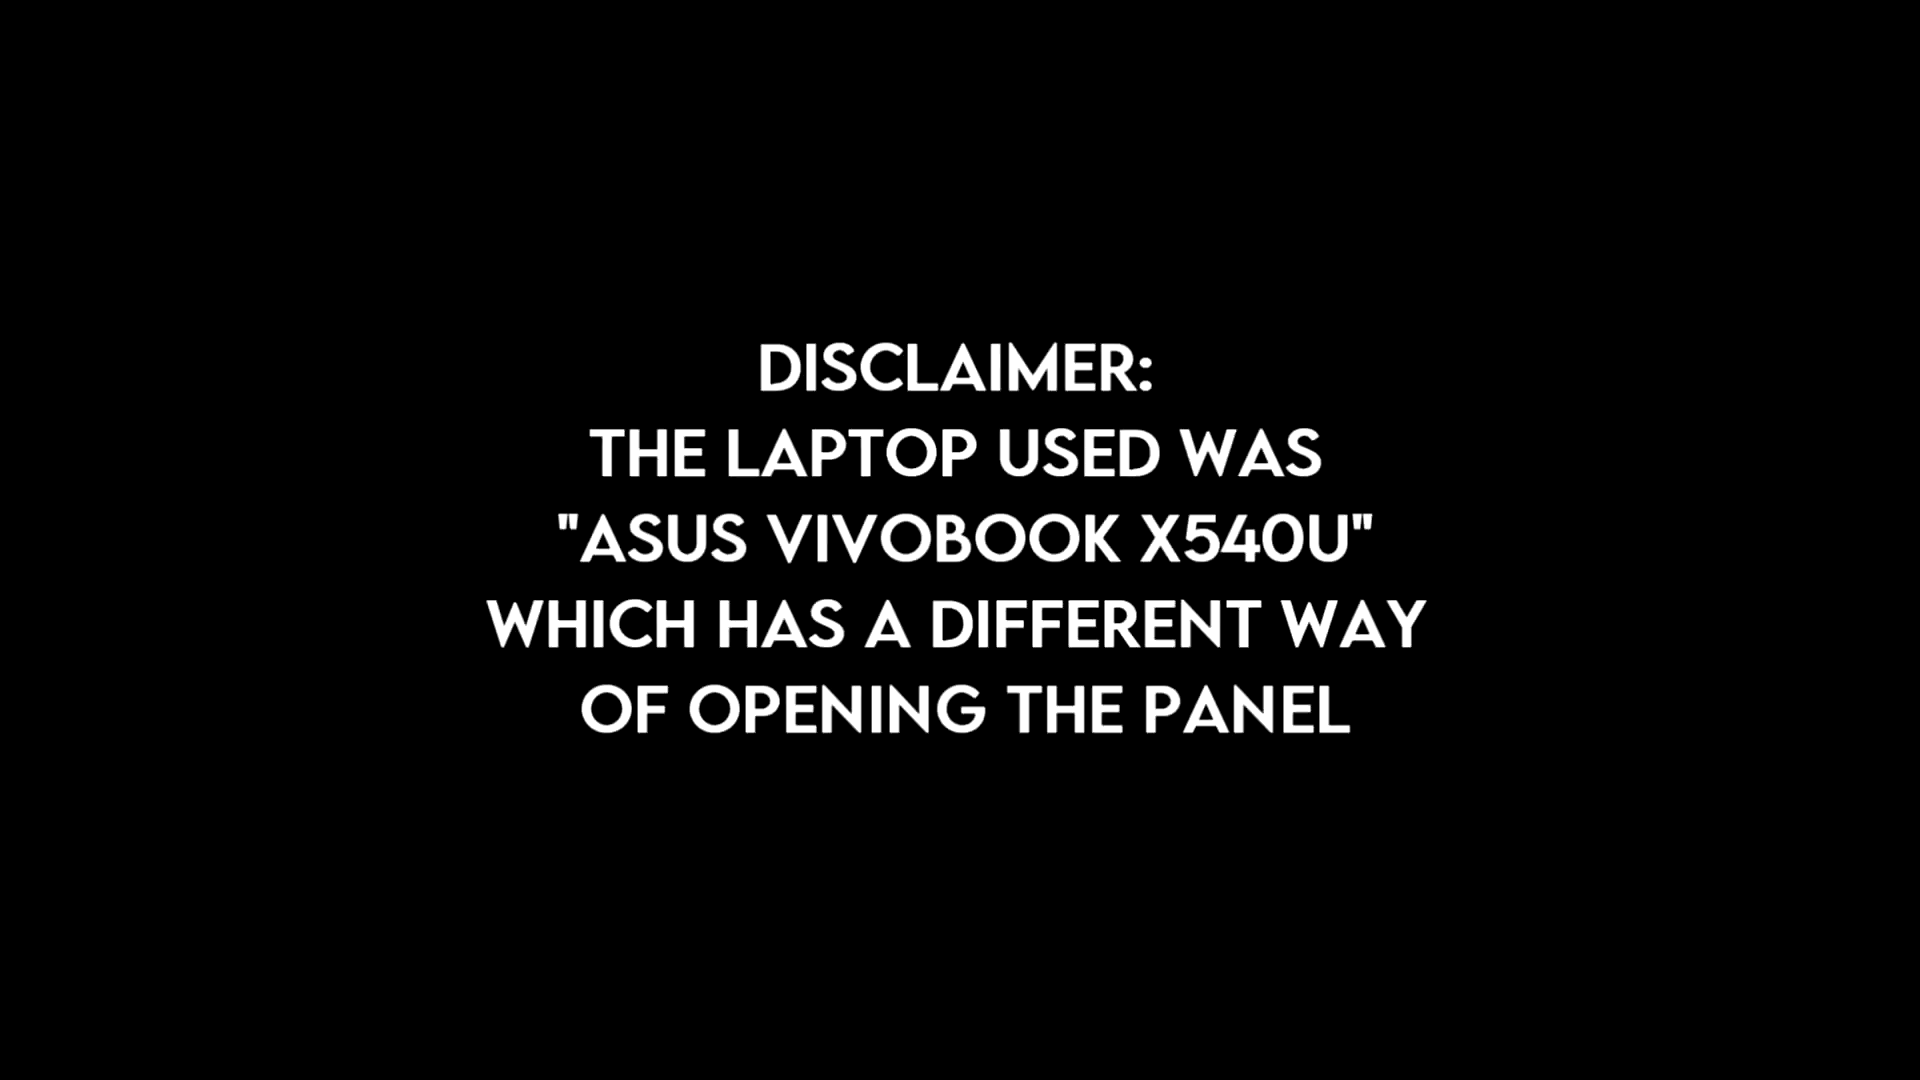 DISCLAIMER:
THE LAPTOP USED WAS
"ASUS VIVOBOOK X540U"
WHICH HAS A DIFFERENT WAY
OF OPENING THE PANEL